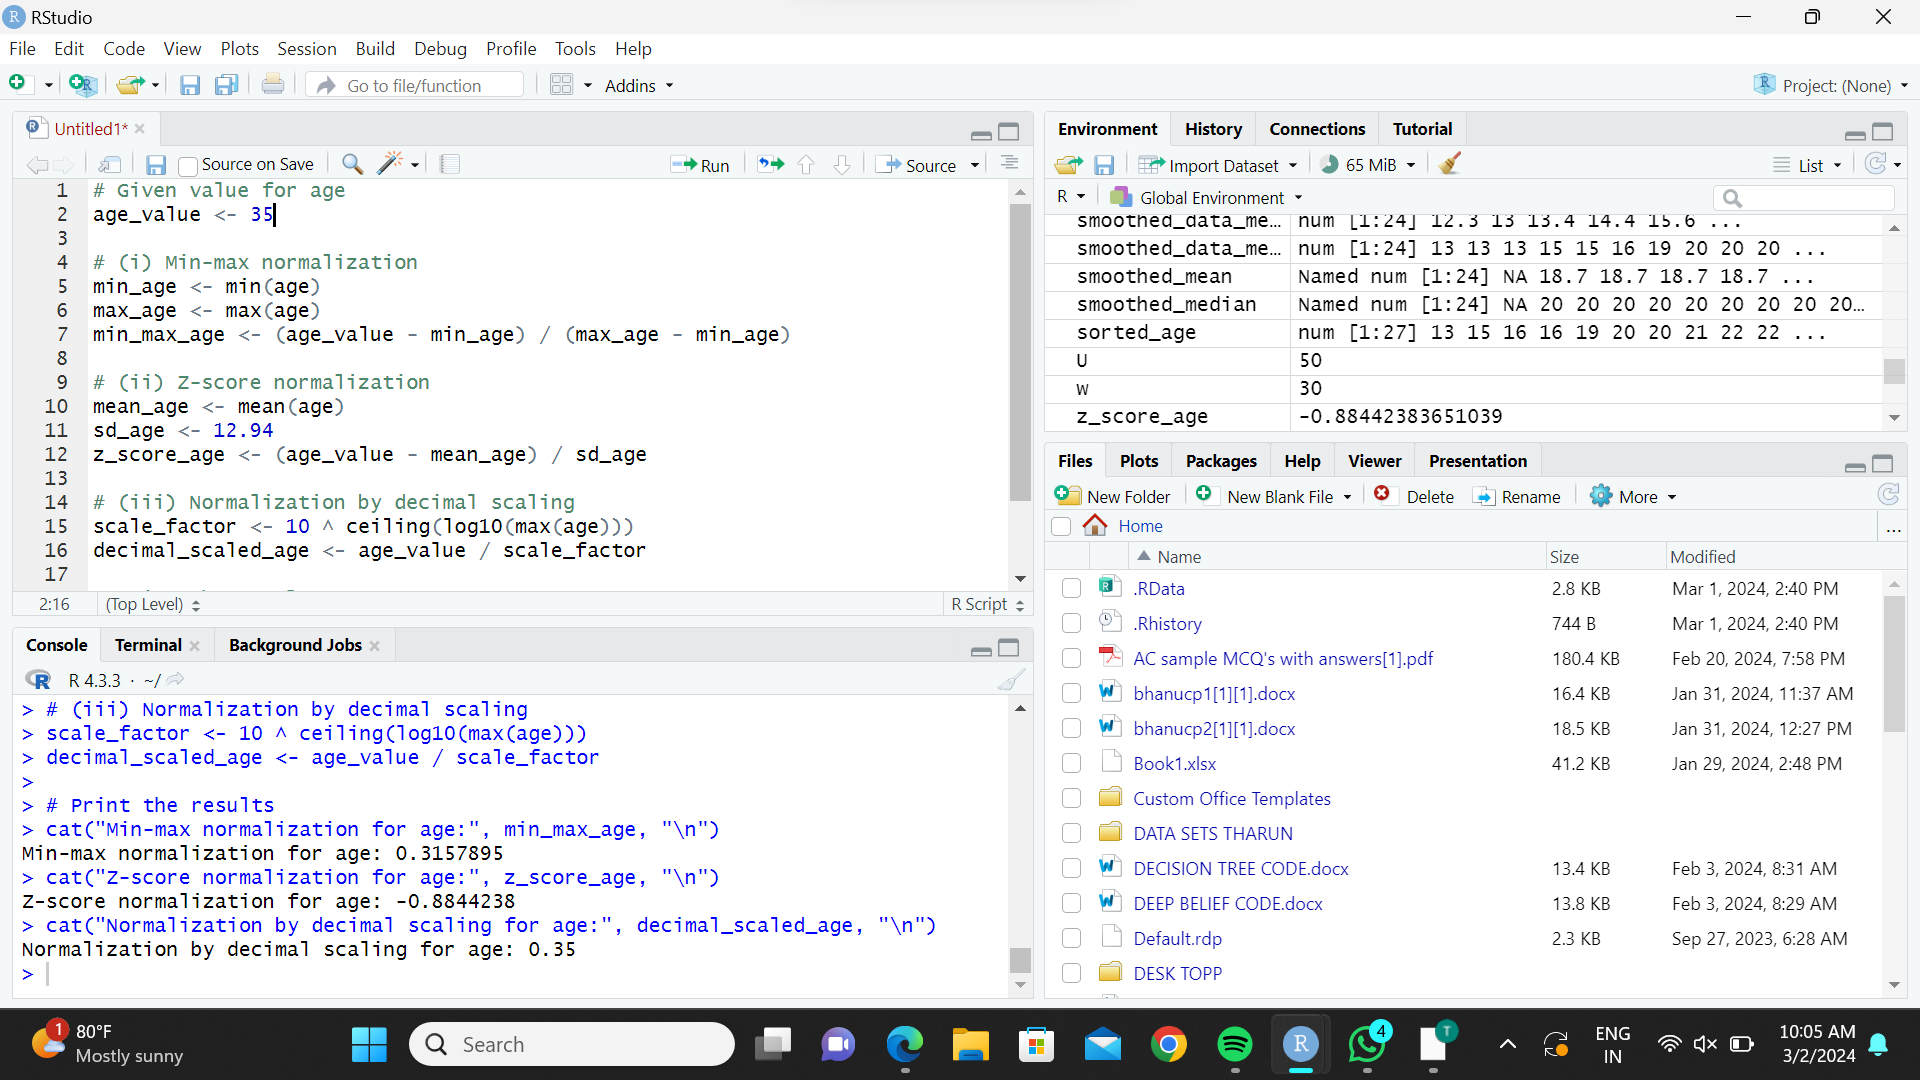 RStudio
File Edit Code View Plots Session Build Debug Profile Tools Help
Go to file/function Addins Project: (None)
Untitled1*
Source on Save Run Source
1 # Given value for age
2 age_value <- 35
3
4 # (i) Min-max normalization
5 min_age <- min(age)
6 max_age <- max(age)
7 min_max_age <- (age_value - min_age) / (max_age - min_age)
8
9 # (ii) Z-score normalization
10 mean_age <- mean(age)
11 sd_age <- 12.94
12 z_score_age <- (age_value - mean_age) / sd_age
13
14 # (iii) Normalization by decimal scaling
15 scale_factor <- 10 ^ ceiling(log10(max(age)))
16 decimal_scaled_age <- age_value / scale_factor
17
2:16 (Top Level) R Script
Console Terminal Background Jobs
R 4.3.3 · ~/
> # (iii) Normalization by decimal scaling
> scale_factor <- 10 ^ ceiling(log10(max(age)))
> decimal_scaled_age <- age_value / scale_factor
>
> # Print the results
> cat("Min-max normalization for age:", min_max_age, "\n")
Min-max normalization for age: 0.3157895
> cat("Z-score normalization for age:", z_score_age, "\n")
Z-score normalization for age: -0.8844238
> cat("Normalization by decimal scaling for age:", decimal_scaled_age, "\n")
Normalization by decimal scaling for age: 0.35
>
Environment History Connections Tutorial
Import Dataset 65 MiB List
R Global Environment
smoothed_data_me… num [1:24] 12.3 13 13.4 14.4 15.6 ...
smoothed_data_me… num [1:24] 13 13 13 15 15 16 19 20 20 20 ...
smoothed_mean Named num [1:24] NA 18.7 18.7 18.7 18.7 ...
smoothed_median Named num [1:24] NA 20 20 20 20 20 20 20 20 20…
sorted_age num [1:27] 13 15 16 16 19 20 20 21 22 22 ...
U 50
w 30
z_score_age -0.88442383651039
Files Plots Packages Help Viewer Presentation
New Folder New Blank File Delete Rename More
Home ...
Name Size Modified
.RData 2.8 KB Mar 1, 2024, 2:40 PM
.Rhistory 744 B Mar 1, 2024, 2:40 PM
AC sample MCQ's with answers[1].pdf 180.4 KB Feb 20, 2024, 7:58 PM
bhanucp1[1][1].docx 16.4 KB Jan 31, 2024, 11:37 AM
bhanucp2[1][1].docx 18.5 KB Jan 31, 2024, 12:27 PM
Book1.xlsx 41.2 KB Jan 29, 2024, 2:48 PM
Custom Office Templates
DATA SETS THARUN
DECISION TREE CODE.docx 13.4 KB Feb 3, 2024, 8:31 AM
DEEP BELIEF CODE.docx 13.8 KB Feb 3, 2024, 8:29 AM
Default.rdp 2.3 KB Sep 27, 2023, 6:28 AM
DESK TOPP
1 80°F
Mostly sunny
Search
4
T
ENG
IN
10:05 AM
3/2/2024